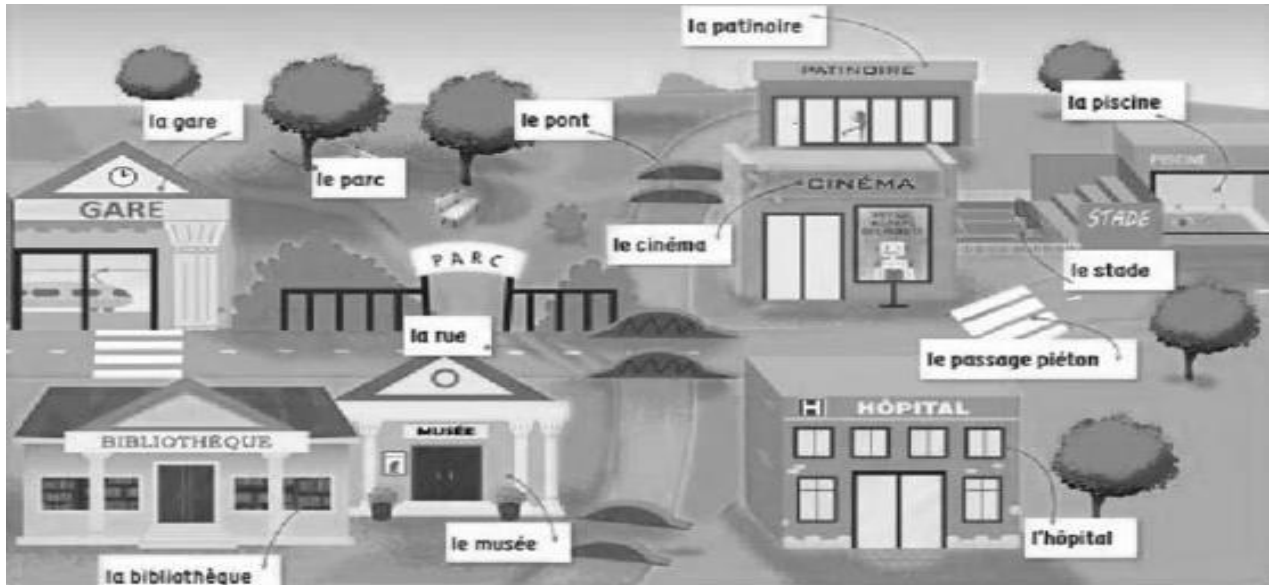 la patinoire
PATINOIRE
la piscine
la gare
le pont
PISCINE
le parc
CINÉMA
GARE
STADE
le cinéma
PARC
le stade
la rue
le passage piéton
H HÔPITAL
BIBLIOTHÈQUE
MUSÉE
le musée
l'hôpital
la bibliothèque